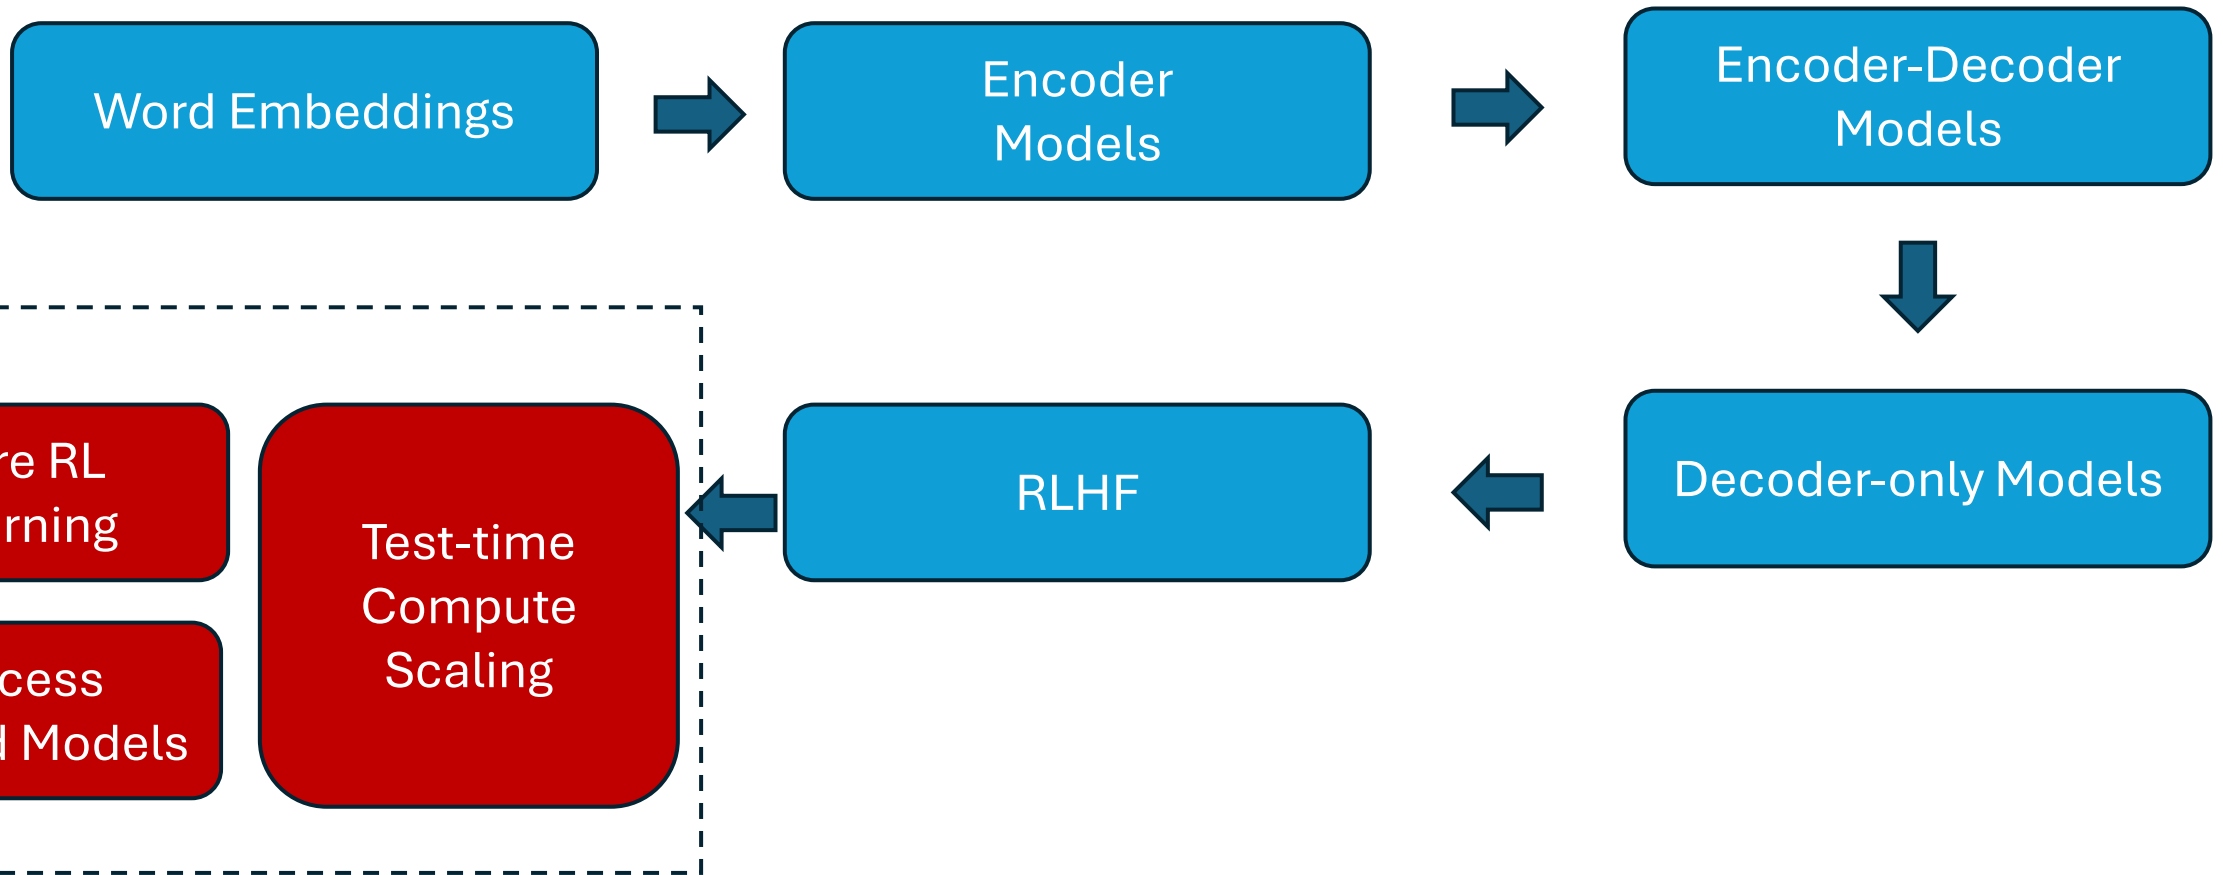 Word Embeddings
Encoder
Models
Encoder-Decoder
Models
re RL
rning
cess
d Models
Test-time
Compute
Scaling
RLHF
Decoder-only Models